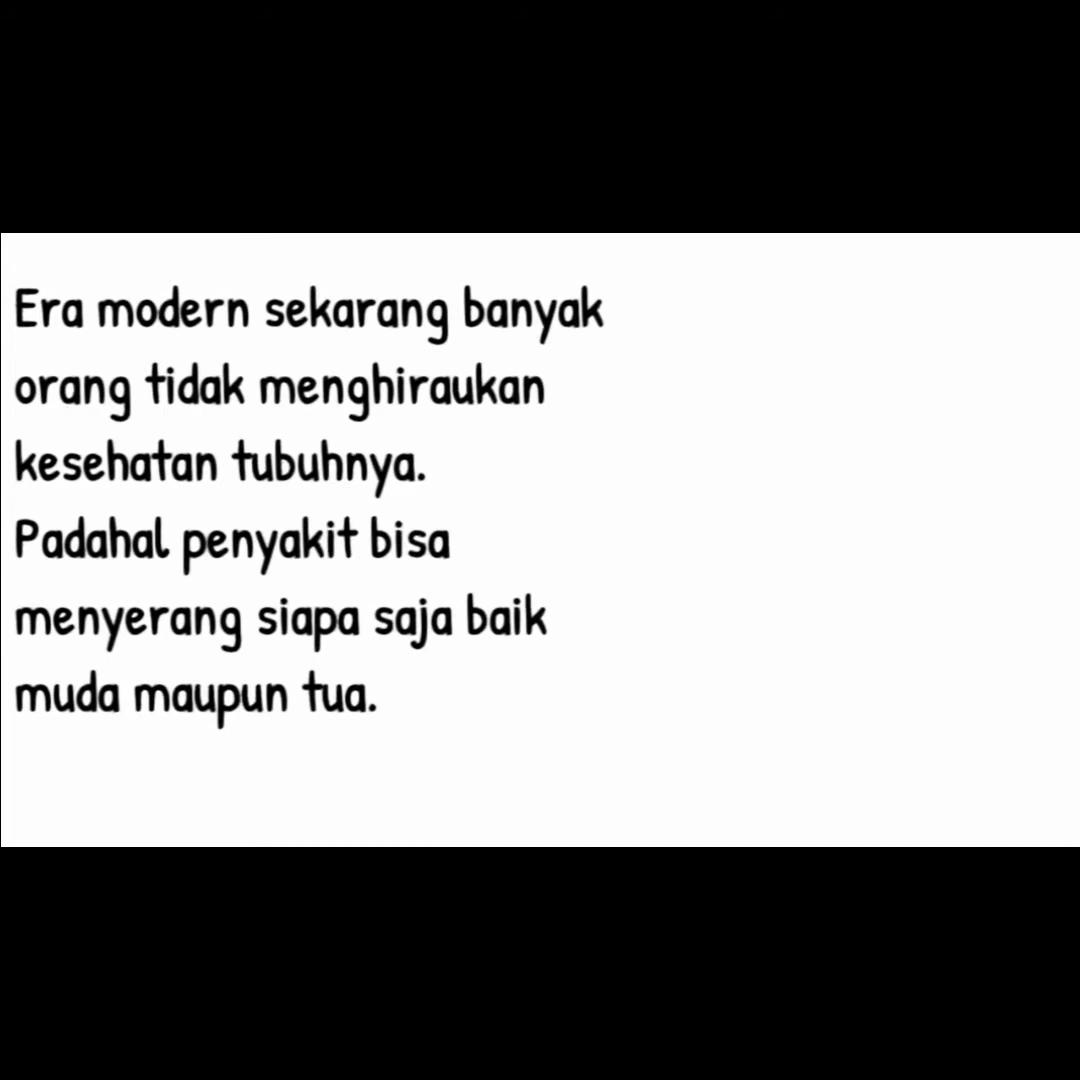 Era modern sekarang banyak
orang tidak menghiraukan
kesehatan tubuhnya.
Padahal penyakit bisa
menyerang siapa saja baik
muda maupun tua.